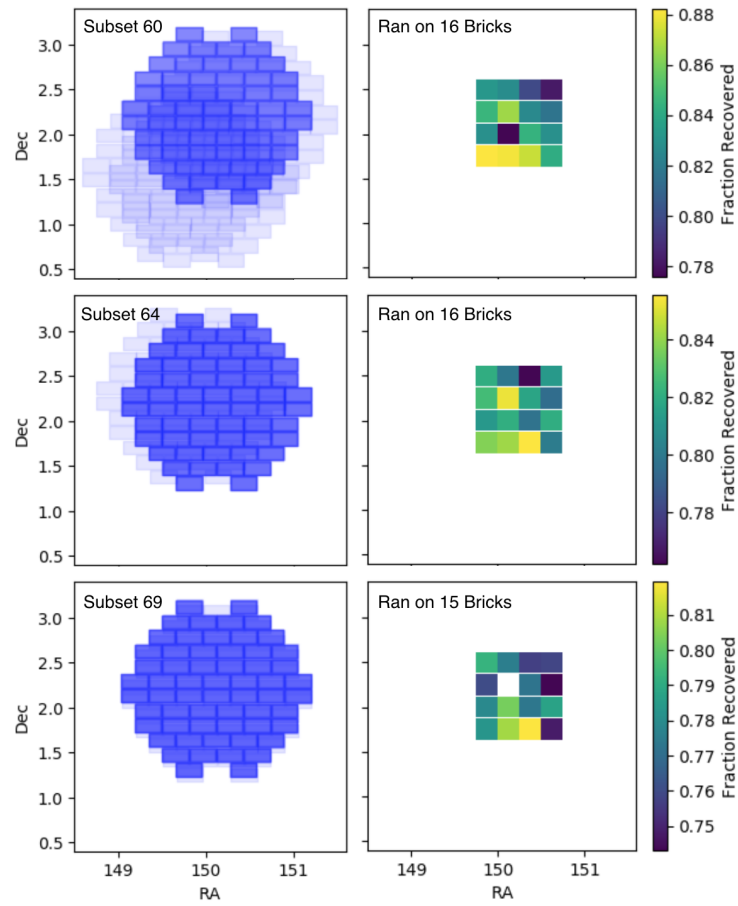 Subset 60
Ran on 16 Bricks
3.0
2.5
2.0
1.5
1.0
0.5
Dec
0.88
0.86
0.84
0.82
0.80
0.78
Fraction Recovered
Subset 64
Ran on 16 Bricks
3.0
2.5
2.0
1.5
1.0
0.5
Dec
0.84
0.82
0.80
0.78
Fraction Recovered
Subset 69
Ran on 15 Bricks
3.0
2.5
2.0
1.5
1.0
0.5
Dec
0.81
0.80
0.79
0.78
0.77
0.76
0.75
Fraction Recovered
149 150 151
RA
149 150 151
RA